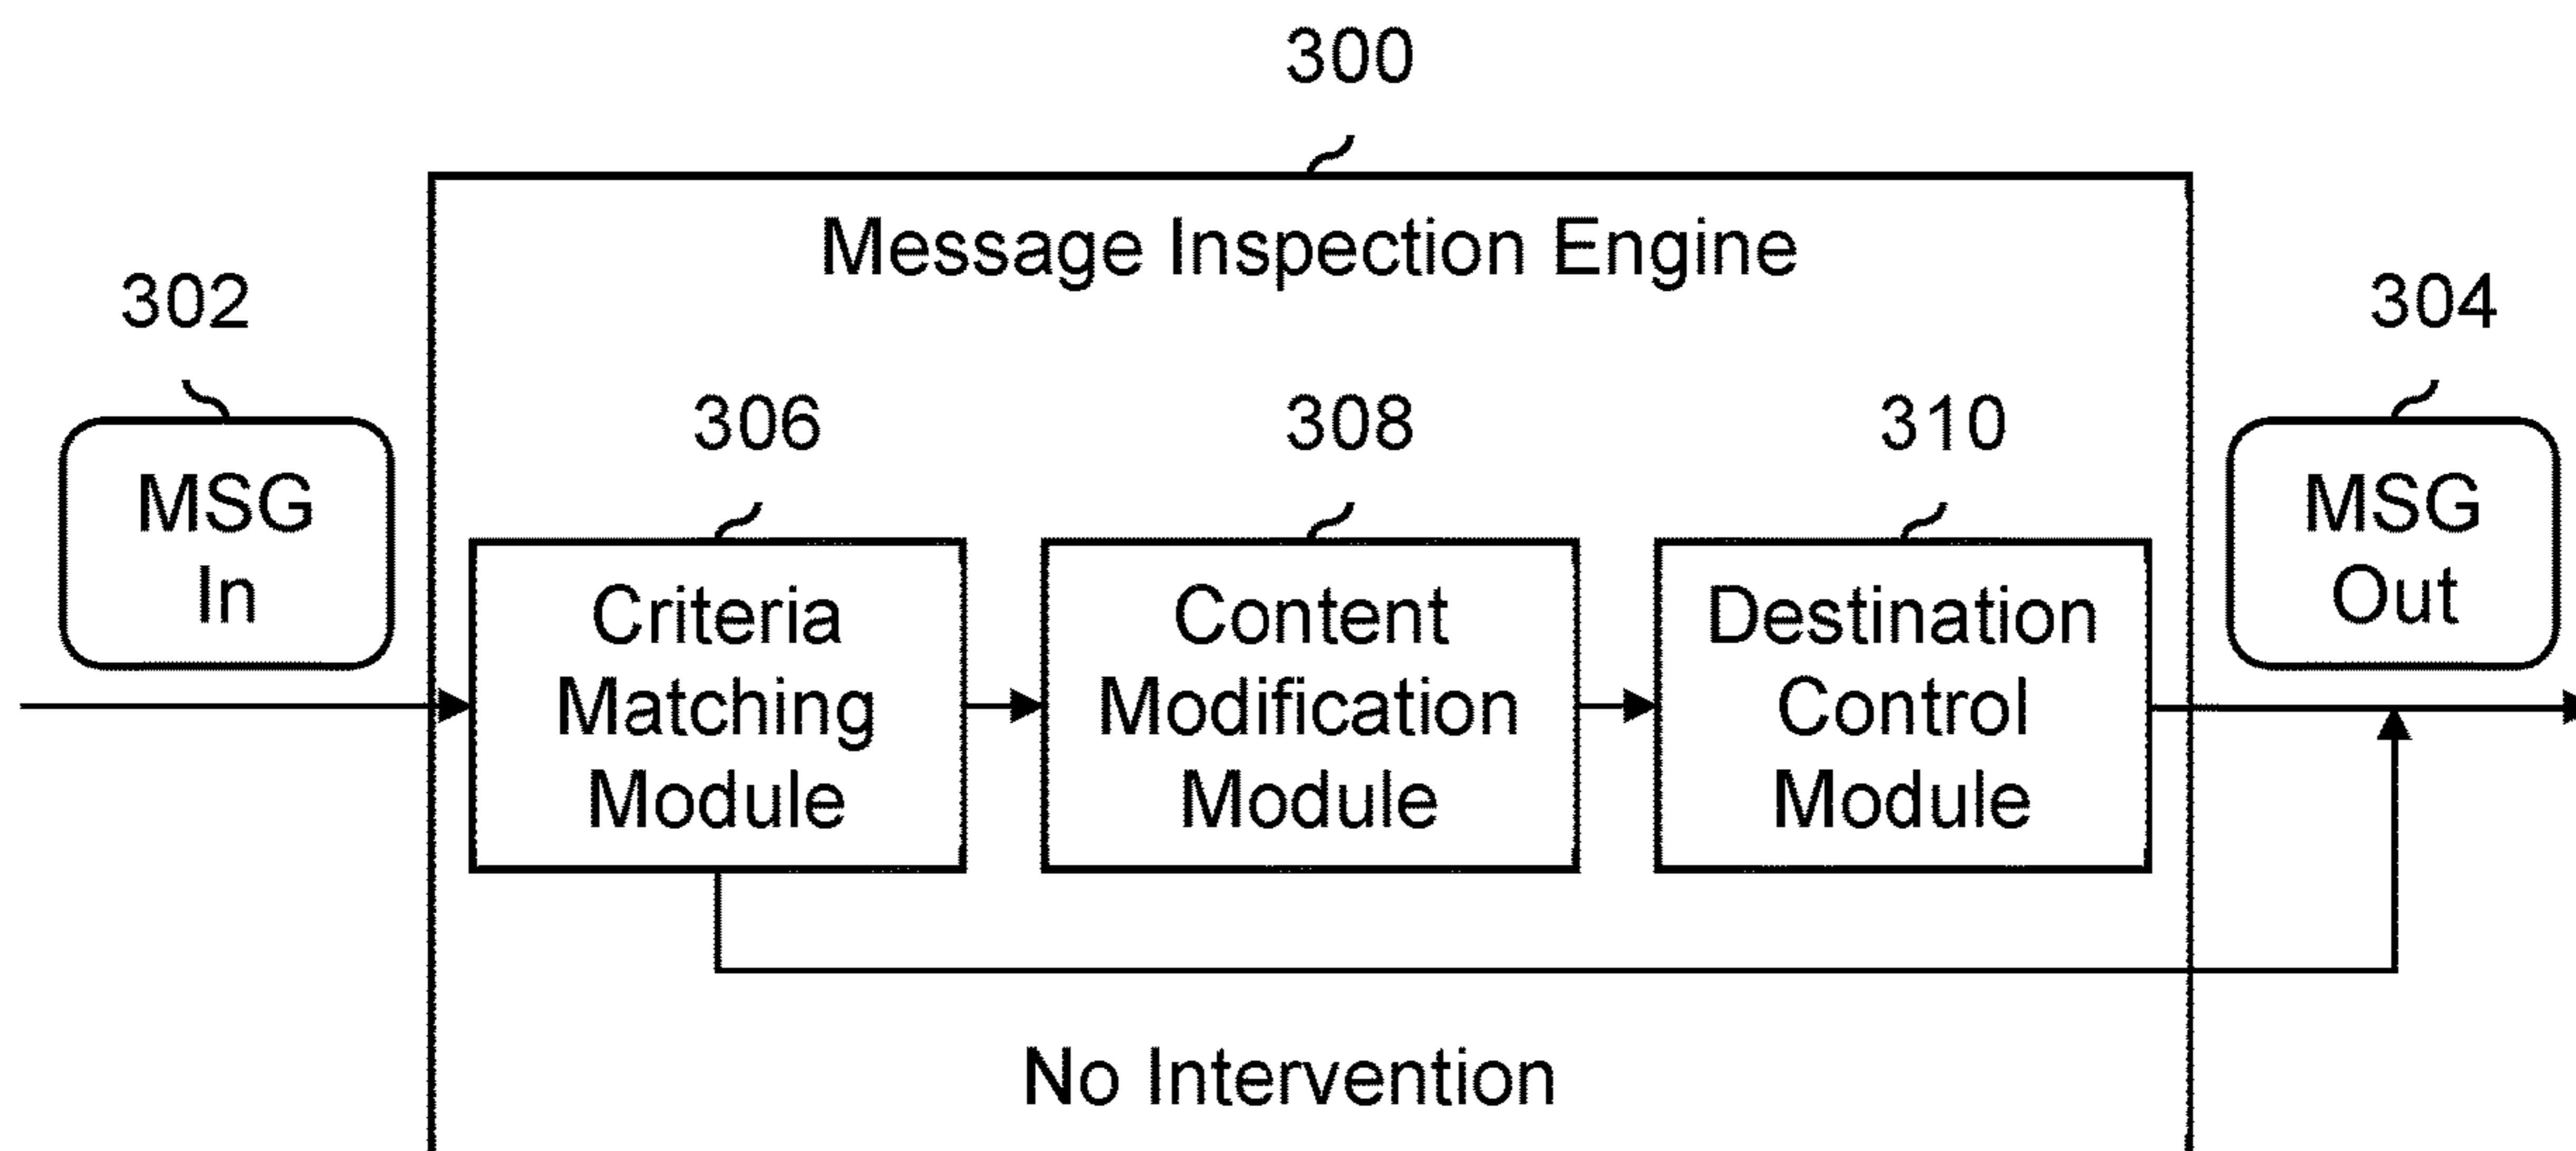 300
Message Inspection Engine
302
304
306
308
310
MSG
In
Criteria
Matching
Module
Content
Modification
Module
Destination
Control
Module
MSG
Out
No Intervention